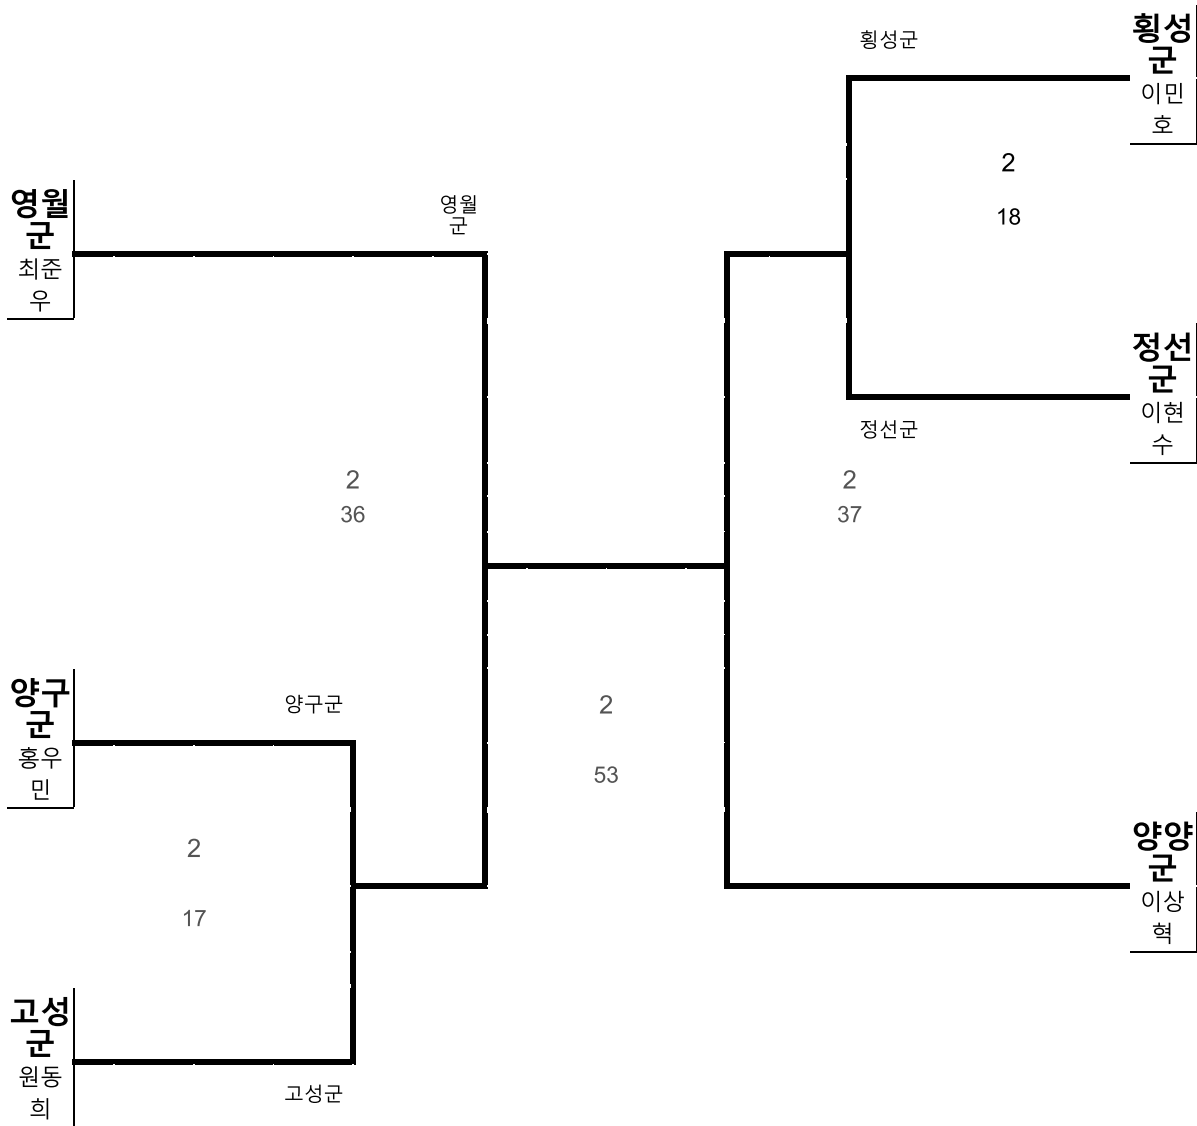 횡성군
횡성
군
이민
호
2
18
영월
군
최준
우
영월
군
정선
군
이현
수
정선군
2
36
2
37
양구
군
홍우
민
양구군
2
53
2
17
양양
군
이상
혁
고성
군
원동
희
고성군